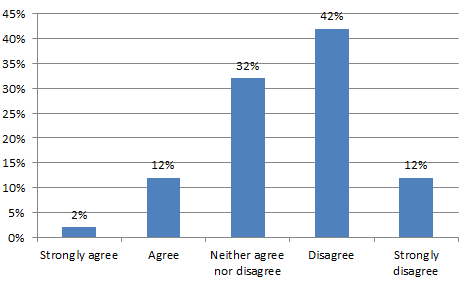 45%
40%
35%
30%
25%
20%
15%
10%
5%
0%
2%
12%
32%
42%
12%
Strongly agree
Agree
Neither agree
nor disagree
Disagree
Strongly
disagree